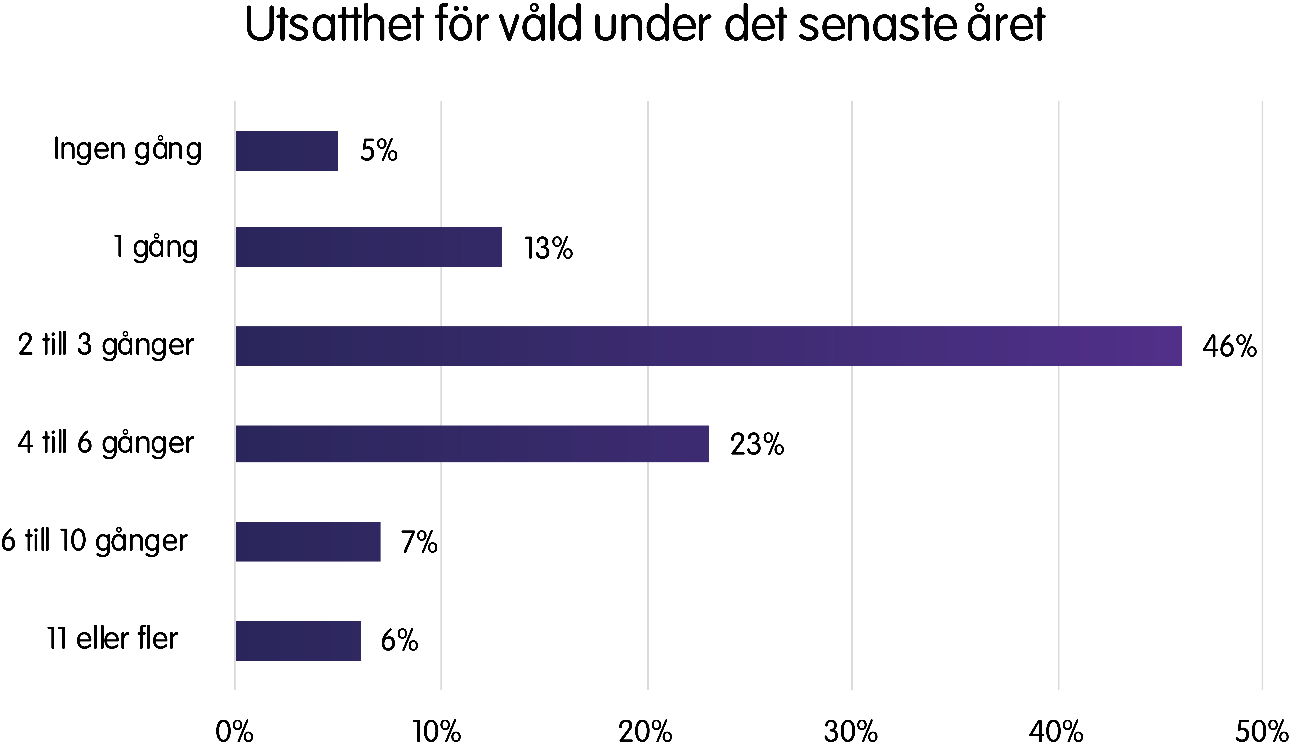 Utsatthet för våld under det senaste året
Ingen gång 5%
1 gång 13%
2 till 3 gånger 46%
4 till 6 gånger 23%
6 till 10 gånger 7%
11 eller fler 6%
0% 10% 20% 30% 40% 50%